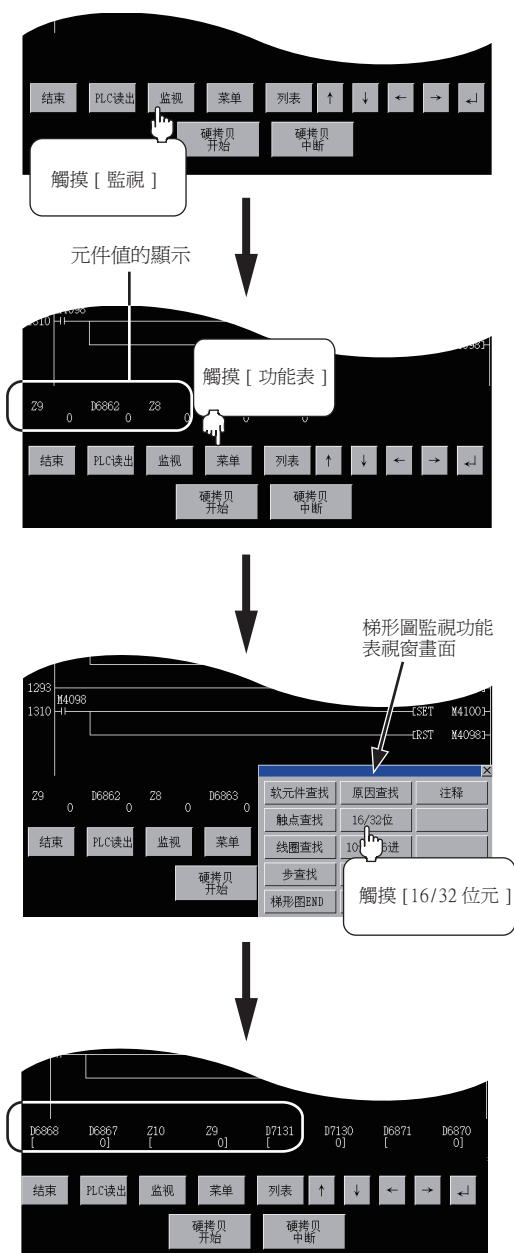 结束 PLC读出 监视 菜单 列表 ↑ ↓ ← → ↵
硬拷贝
开始
硬拷贝
中断
觸摸 [ 監視 ]
元件值的顯示
觸摸 [ 功能表 ]
Z9 D6862 Z8
0 0 0 0 0
结束 PLC读出 监视 菜单 列表 ↑ ↓ ← → ↵
硬拷贝
开始
硬拷贝
中断
梯形圖監視功能
表視窗畫面
1293
M4098
1310
[SET M4100]
[RST M4098]
Z9 D6862 Z8 D6863
0 0 0 0
软元件查找 原因查找 注释
触点查找 16/32位
线圈查找
步查找
梯形图END
结束 PLC读出 监视 菜单
硬拷贝
开始
觸摸 [16/32 位元 ]
D6868 D6867 Z10 Z9 D7131 D7130 D6871 D6870
[ 0] [ 0] [ 0] [ 0]
结束 PLC读出 监视 菜单 列表 ↑ ↓ ← → ↵
硬拷贝
开始
硬拷贝
中断